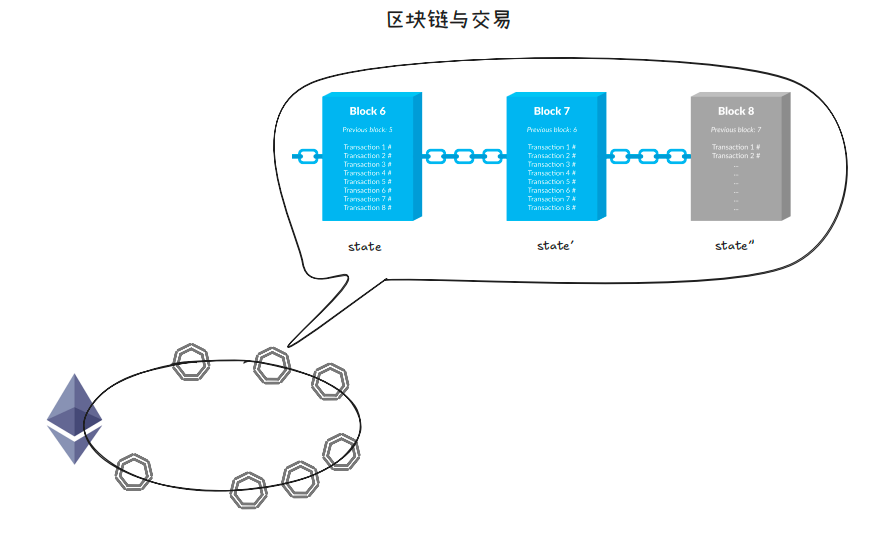 区块链与交易
Block 6
Previous block: 5
Transaction 1 #
Transaction 2 #
Transaction 3 #
Transaction 4 #
Transaction 5 #
Transaction 6 #
Transaction 7 #
Transaction 8 #
state
Block 7
Previous block: 6
Transaction 1 #
Transaction 2 #
Transaction 3 #
Transaction 4 #
Transaction 5 #
Transaction 6 #
Transaction 7 #
Transaction 8 #
state'
Block 8
Previous block: 7
Transaction 1 #
Transaction 2 #
...
...
...
...
...
...
state"